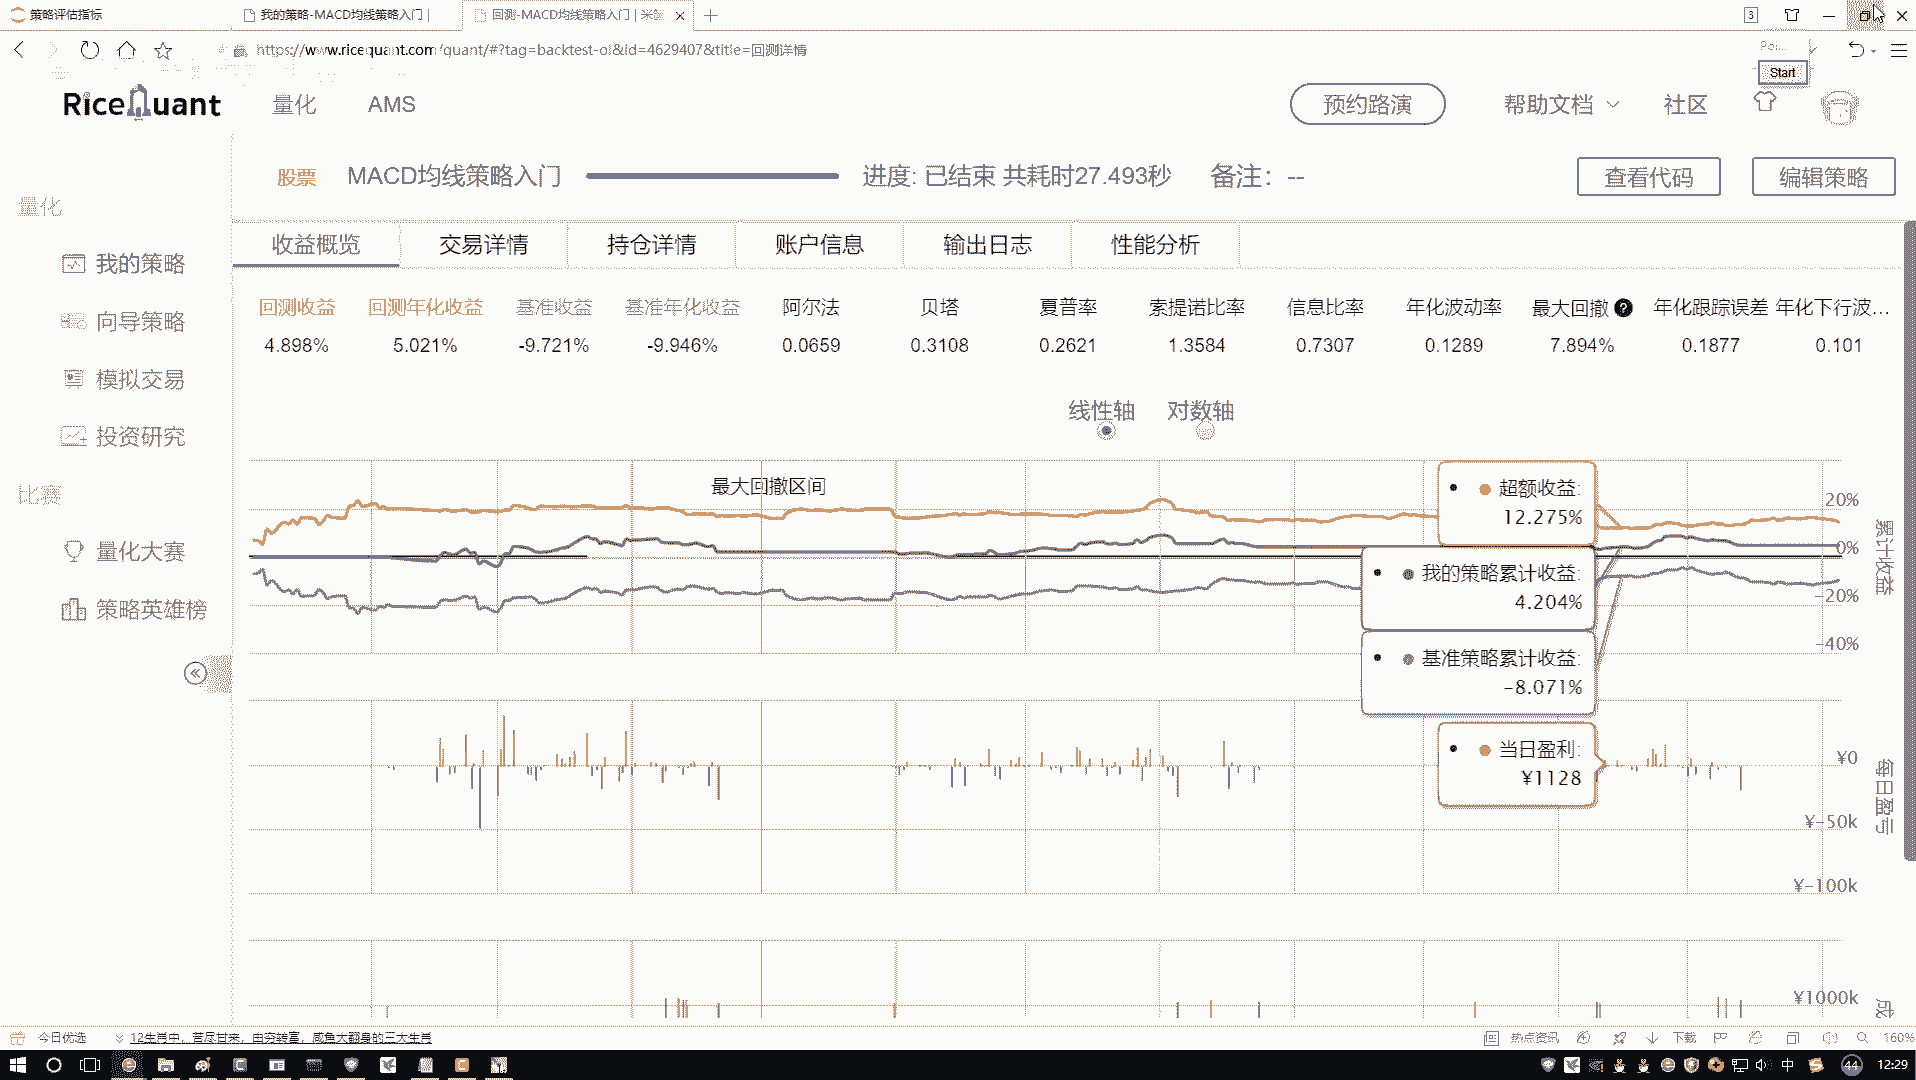 策略评估指标
我的策略-MACD均线策略入门 |
回测-MACD均线策略入门 | 米筐
3
https://www.ricequant.com/quant/#?tag=backtest-ol&id=4629407&title=回测详情
Poi...
Start
RiceQuant
量化
AMS
预约路演
帮助文档
社区
股票
MACD均线策略入门
进度: 已结束 共耗时27.493秒
备注： --
查看代码
编辑策略
量化
我的策略
向导策略
模拟交易
投资研究
比赛
量化大赛
策略英雄榜
收益概览
交易详情
持仓详情
账户信息
输出日志
性能分析
回测收益 回测年化收益 基准收益 基准年化收益 阿尔法 贝塔 夏普率 索提诺比率 信息比率 年化波动率 最大回撤 ? 年化跟踪误差 年化下行波...
4.898% 5.021% -9.721% -9.946% 0.0659 0.3108 0.2621 1.3584 0.7307 0.1289 7.894% 0.1877 0.101
线性轴
对数轴
最大回撤区间
超额收益:
12.275%
我的策略累计收益:
4.204%
基准策略累计收益:
-8.071%
当日盈利:
¥1128
20%
0%
-20%
-40%
累计收益
¥0
¥-50k
¥-100k
每日盈亏
¥1000k
成
今日优选
12生肖中，苦尽甘来，由穷转富，咸鱼大翻身的三大生肖
热点资讯
下载
160%
中
44
12:29